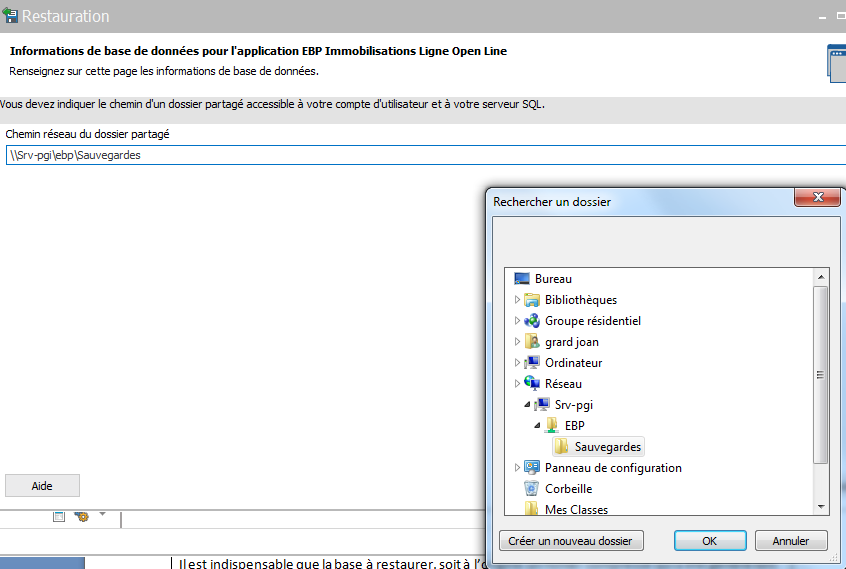 Restauration
Informations de base de données pour l'application EBP Immobilisations Ligne Open Line
Renseignez sur cette page les informations de base de données.
Vous devez indiquer le chemin d'un dossier partagé accessible à votre compte d'utilisateur et à votre serveur SQL.
Chemin réseau du dossier partagé
\\Srv-pgi\ebp\Sauvegardes
Rechercher un dossier
Bureau
Bibliothèques
Groupe résidentiel
grard joan
Ordinateur
Réseau
Srv-pgi
EBP
Sauvegardes
Panneau de configuration
Corbeille
Mes Classes
Créer un nouveau dossier
OK
Annuler
Aide
Il est indispensable que la base à restaurer, soit à l'